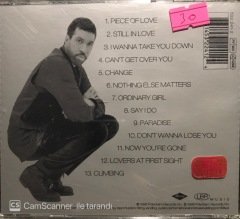 30
1. PIECE OF LOVE
2. STILL IN LOVE
3. I WANNA TAKE YOU DOWN
4. CAN'T GET OVER YOU
5. CHANGE
6. NOTHING ELSE MATTERS
7. ORDINARY GIRL
8. SAY I DO
9. PARADISE
10. DON'T WANNA LOSE YOU
11. NOW YOU'RE GONE
12. LOVERS AT FIRST SIGHT
13. CLIMBING
CS CamScanner ile tarandı